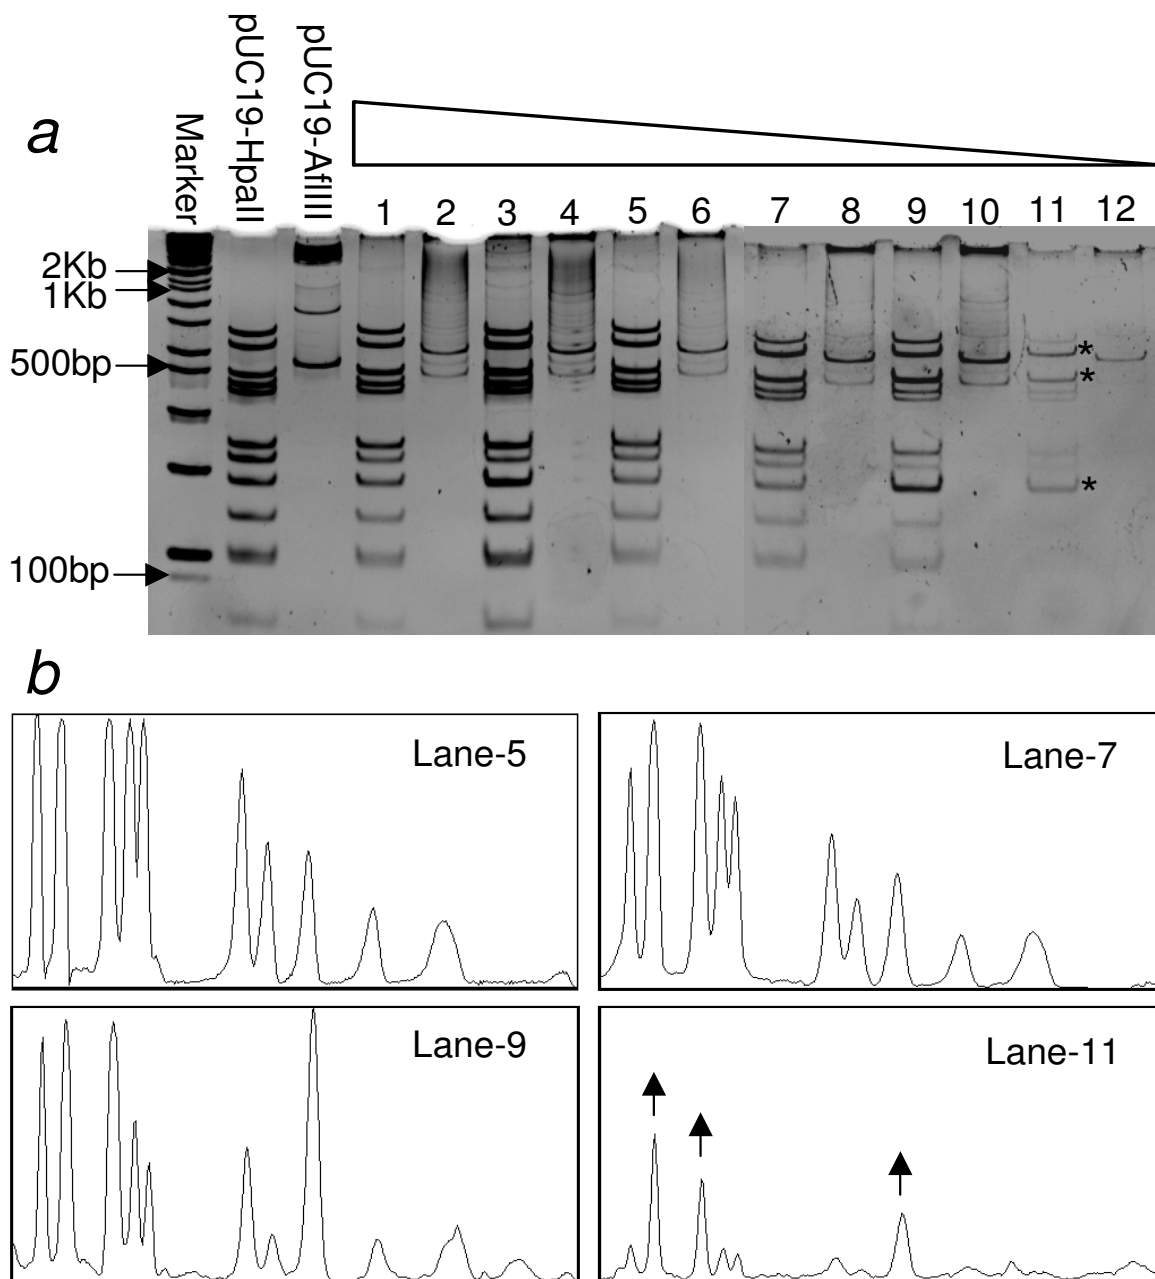 a
Marker
pUC19-HpaII
pUC19-AflIII
1 2 3 4 5 6 7 8 9 10 11 12
2Kb
1Kb
500bp
100bp
*
*
*
b
Lane-5
Lane-7
Lane-9
Lane-11